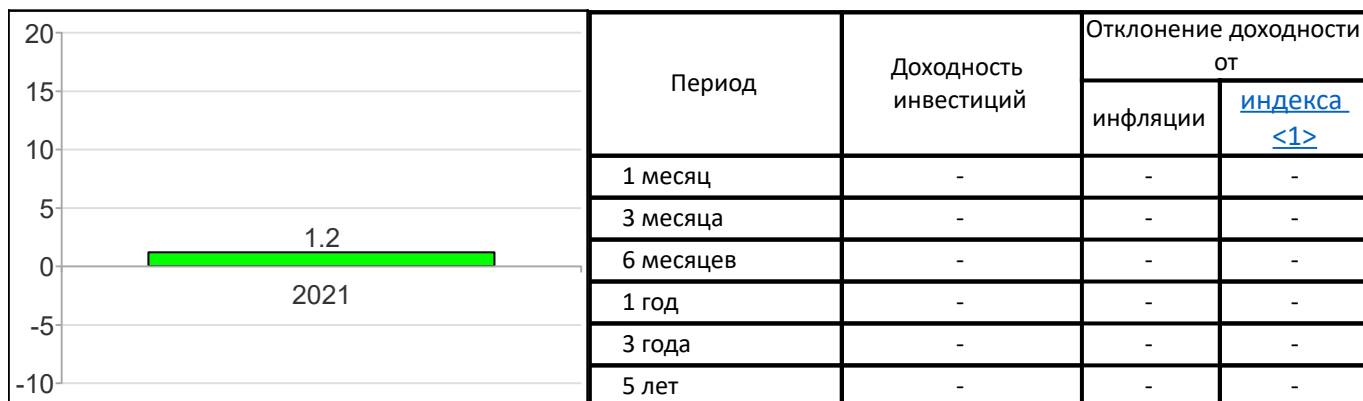 20
15
10
5
0
-5
-10
1.2
2021
Период
Доходность
инвестиций
Отклонение доходности
от
инфляции
индекса
<1>
1 месяц - - -
3 месяца - - -
6 месяцев - - -
1 год - - -
3 года - - -
5 лет - - -